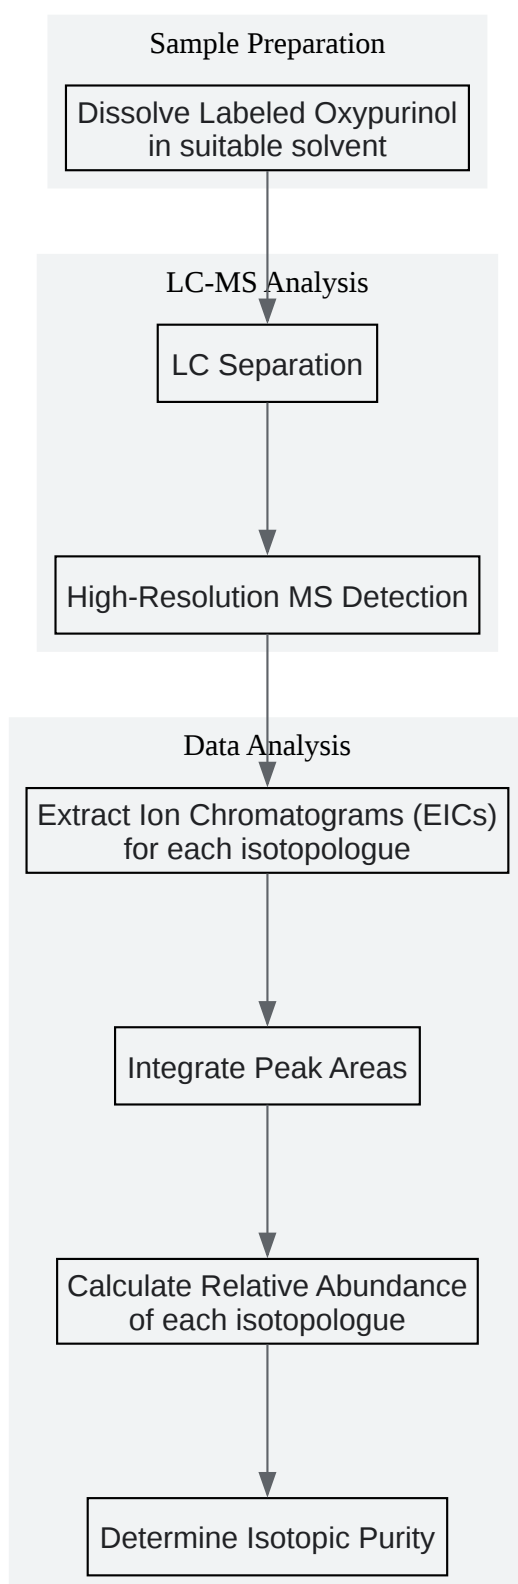 Sample Preparation
Dissolve Labeled Oxypurinol
in suitable solvent
LC-MS Analysis
LC Separation
High-Resolution MS Detection
Data Analysis
Extract Ion Chromatograms (EICs)
for each isotopologue
Integrate Peak Areas
Calculate Relative Abundance
of each isotopologue
Determine Isotopic Purity